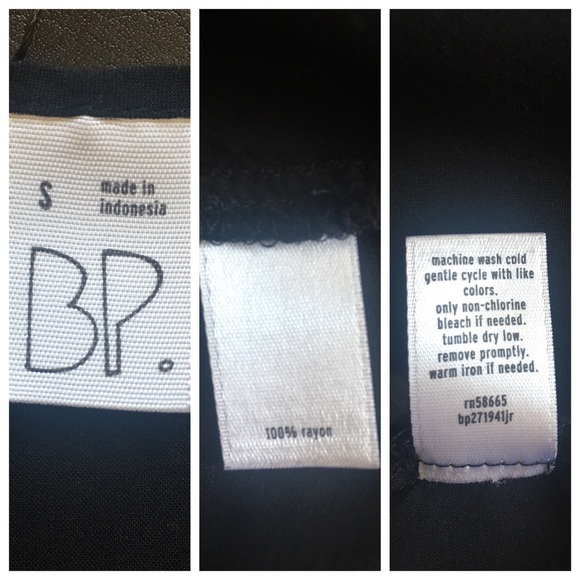 S made in
indonesia
BP.
100% rayon
machine wash cold
gentle cycle with like
colors.
only non-chlorine
bleach if needed.
tumble dry low.
remove promptly.
warm iron if needed.
rn58665
bp271941jr